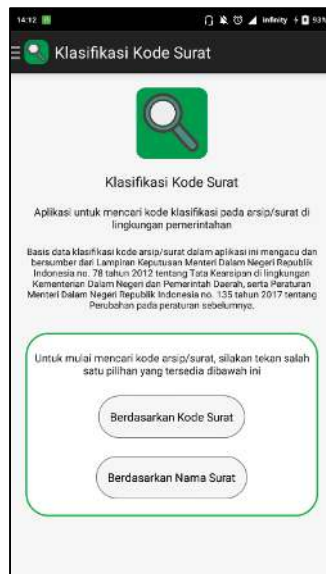 14:12 infinity 93%
Klasifikasi Kode Surat
Klasifikasi Kode Surat
Aplikasi untuk mencari kode klasifikasi pada arsip/surat di
lingkungan pemerintahan
Basis data klasifikasi kode arsip/surat dalam aplikasi ini mengacu dan
bersumber dari Lampiran Keputusan Menteri Dalam Negeri Republik
Indonesia no. 78 tahun 2012 tentang Tata Kearsipan di lingkungan
Kementerian Dalam Negeri dan Pemerintah Daerah, serta Peraturan
Menteri Dalam Negeri Republik Indonesia no. 135 tahun 2017 tentang
Perubahan pada peraturan sebelumnya.
Untuk mulai mencari kode arsip/surat, silakan tekan salah
satu pilihan yang tersedia dibawah ini
Berdasarkan Kode Surat
Berdasarkan Nama Surat